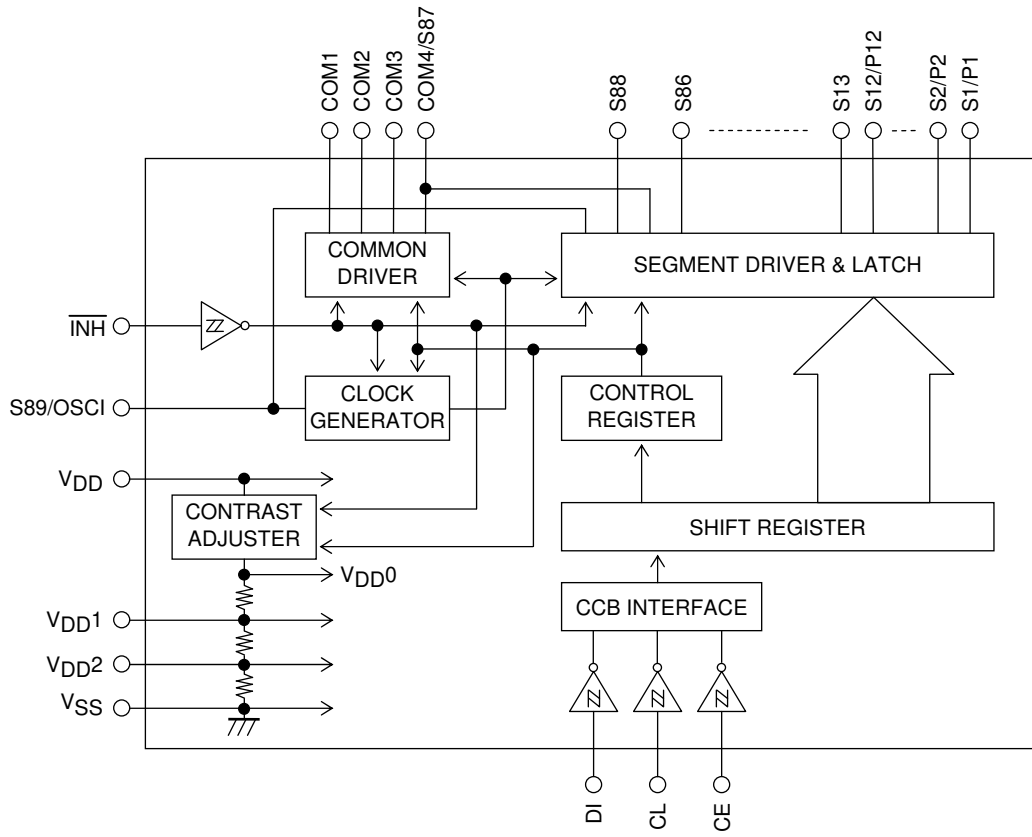 COM1
COM2
COM3
COM4/S87
S88
S86
S13
S12/P12
S2/P2
S1/P1
COMMON
DRIVER
SEGMENT DRIVER & LATCH
INH
S89/OSCI
CLOCK
GENERATOR
CONTROL
REGISTER
VDD
CONTRAST
ADJUSTER
SHIFT REGISTER
VDD0
CCB INTERFACE
VDD1
VDD2
VSS
DI
CL
CE